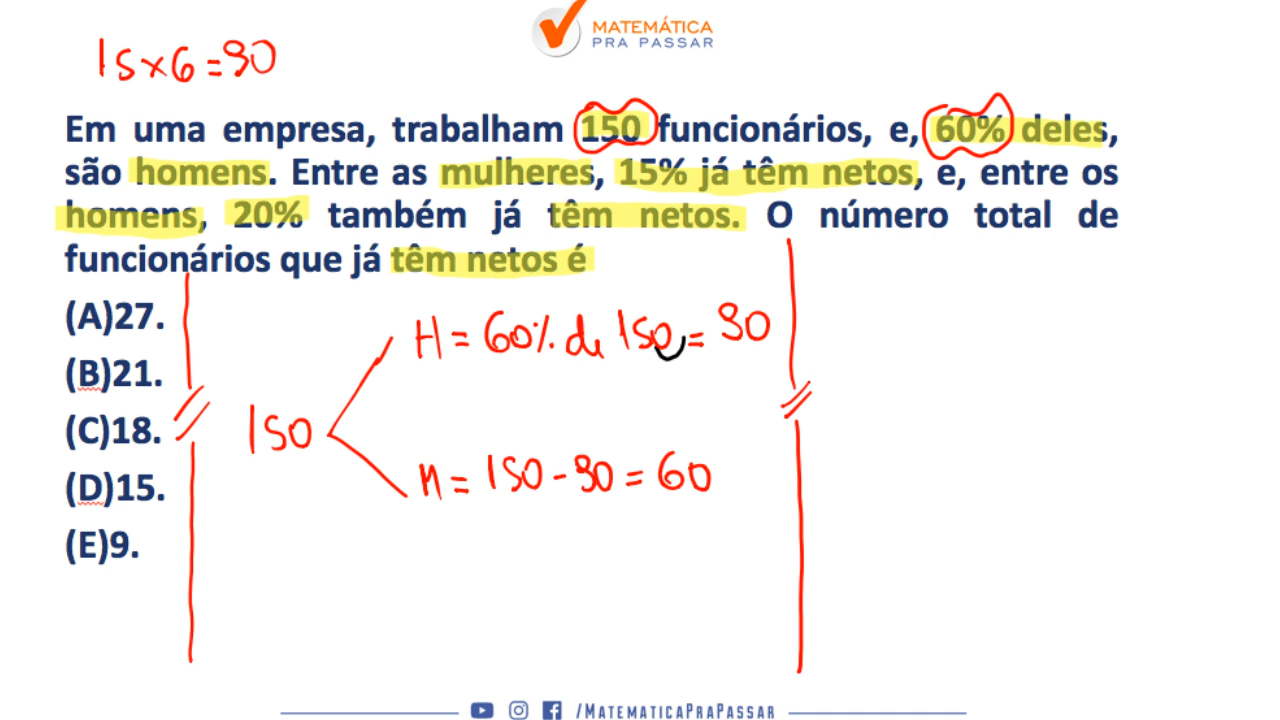 MATEMÁTICA
PRA PASSAR
15×6=90
Em uma empresa, trabalham 150 funcionários, e, 60% deles,
são homens. Entre as mulheres, 15% já têm netos, e, entre os
homens, 20% também já têm netos. O número total de
funcionários que já têm netos é
(A)27.
(B)21.
(C)18.
(D)15.
(E)9.
H = 60% de 150 = 90
150
M = 150 - 90 = 60
/MATEMATICAPRAPASSAR